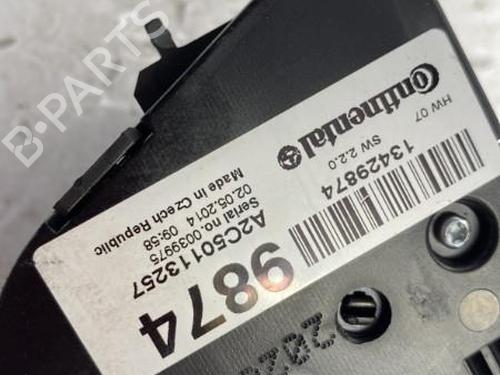 Continental
HW 07
SW 2.2.0
13429874
A2C50113257
Serial no.0039975
02.05.2014 09:58
Made in Czech Republic
9874
B-PARTS